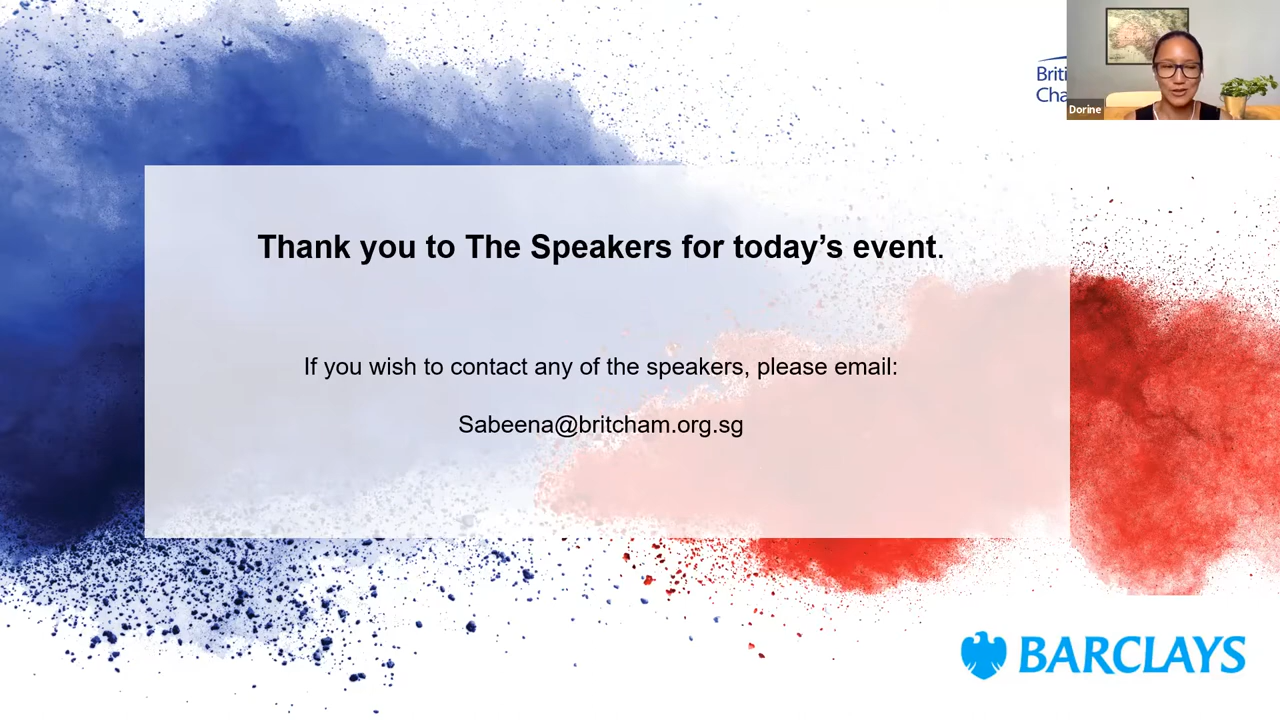 Dorine
Thank you to The Speakers for today’s event.
If you wish to contact any of the speakers, please email:
Sabeena@britcham.org.sg
BARCLAYS